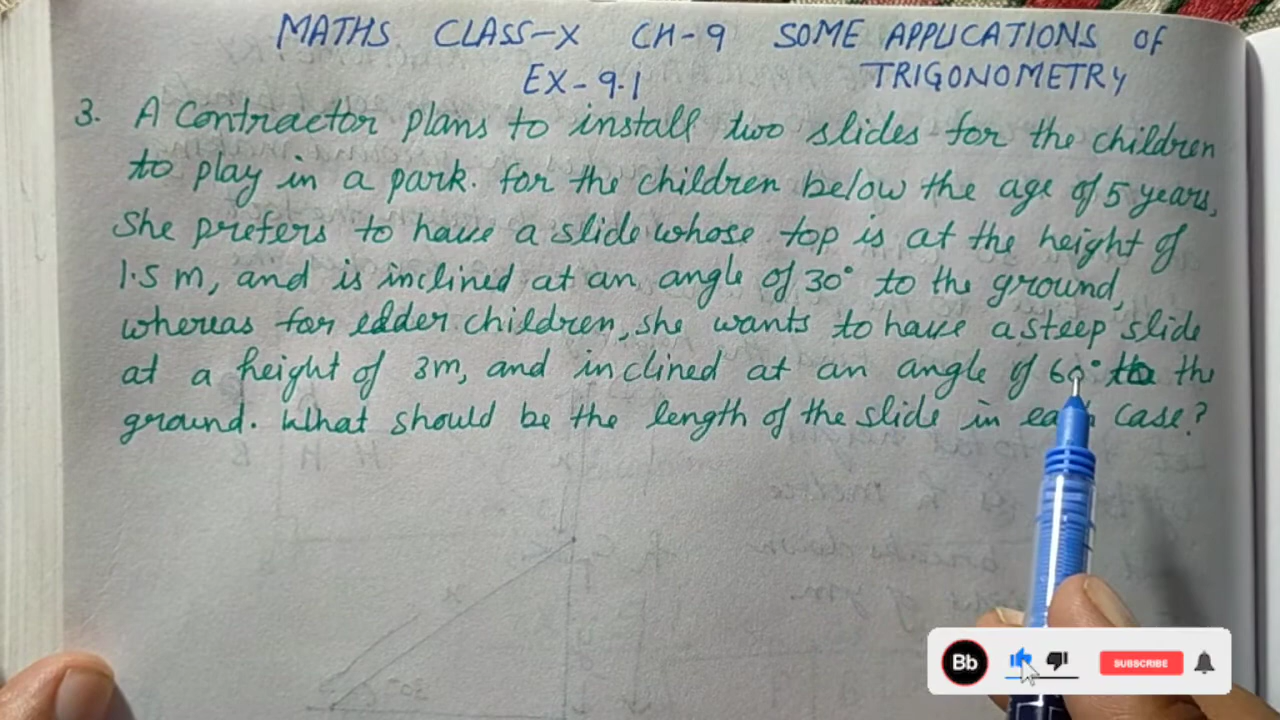 MATHS CLASS-X CH-9 SOME APPLICATIONS OF
EX-9.1 TRIGONOMETRY
3. A Contractor plans to install two slides for the children
to play in a park. for the children below the age of 5 years,
She prefers to have a slide whose top is at the height of
1.5 m, and is inclined at an angle of 30° to the ground,
whereas for elder children, she wants to have a steep slide
at a height of 3m, and inclined at an angle of 60° to the
ground. What should be the length of the slide in each case?
x
30°
Bb
SUBSCRIBE